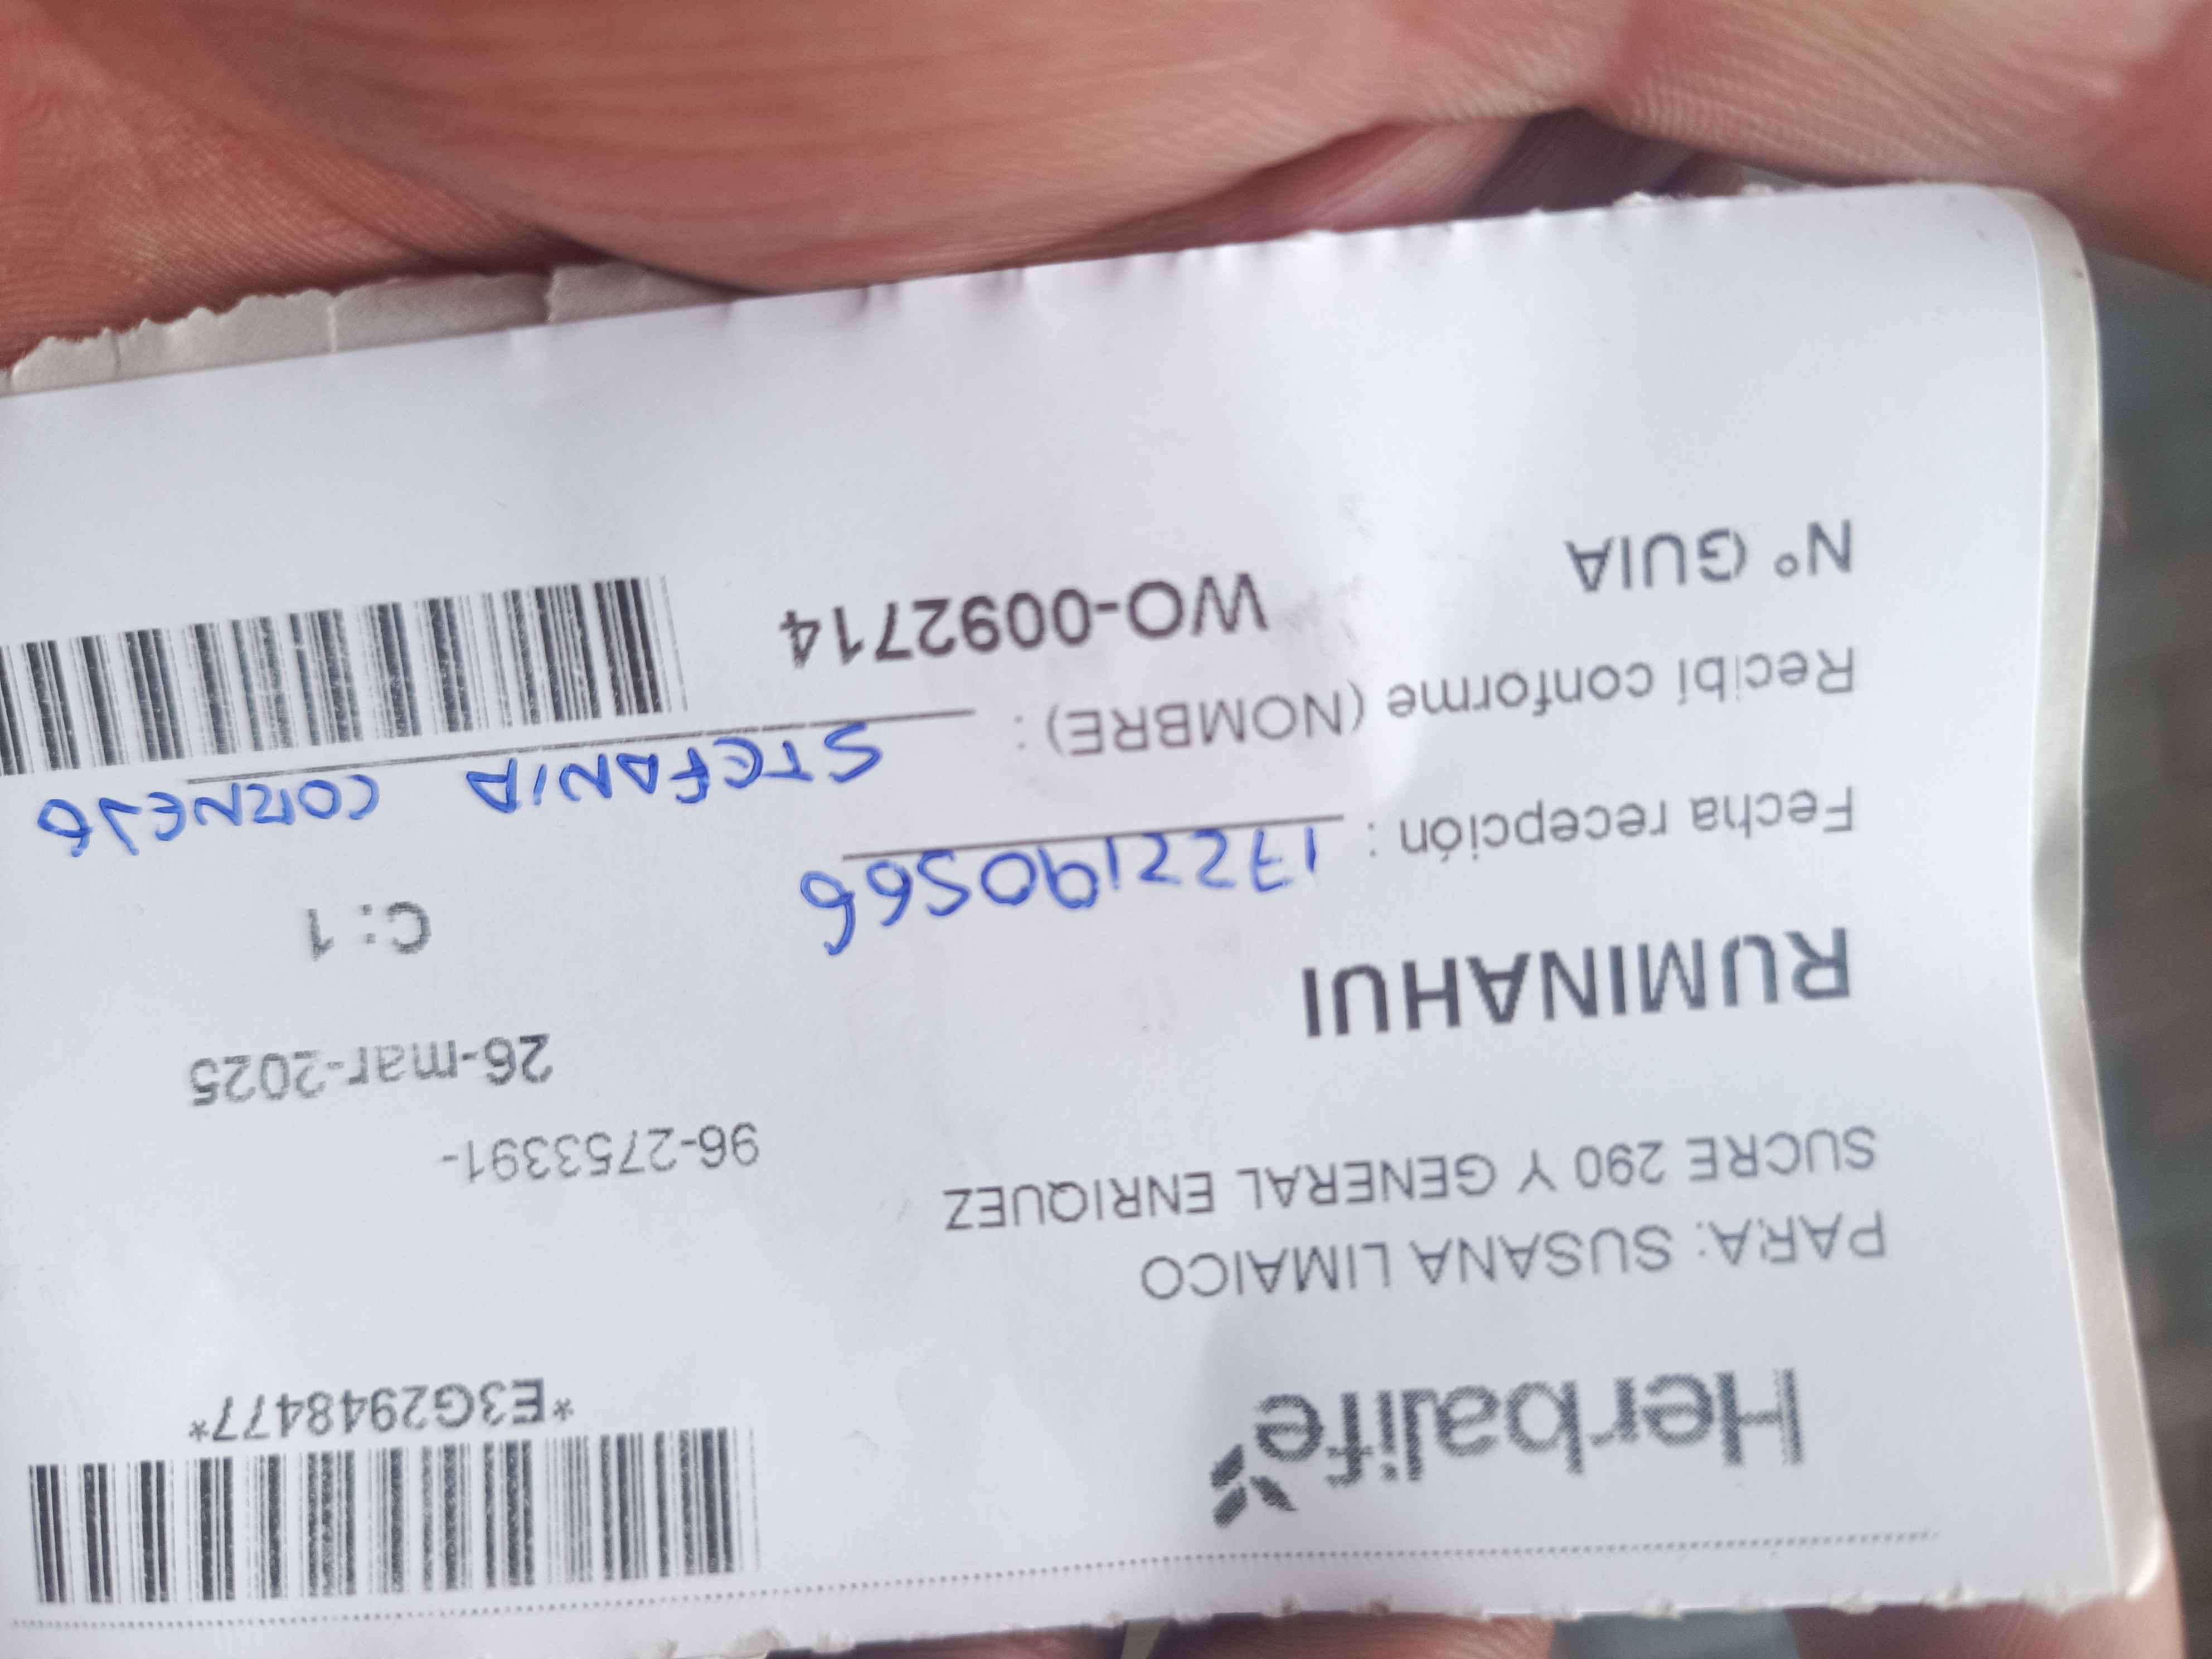 Herbalife
*E3G2948477*
PARA: SUSANA LIMAICO
SUCRE 290 Y GENERAL ENRIQUEZ
96-2753391-
RUMINAHUI
26-mar-2025
C: 1
Fecha recepción : 1722190566
Recibí conforme (NOMBRE) : STEFANIA CORNEJO
N° GUIA
WO-0092714